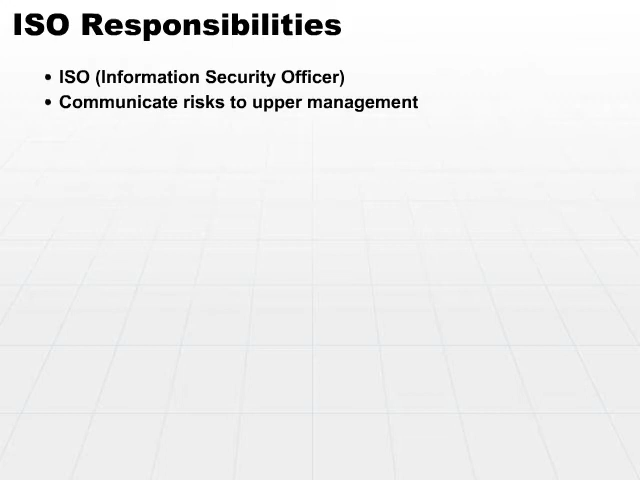 ISO Responsibilities
• ISO (Information Security Officer)
• Communicate risks to upper management